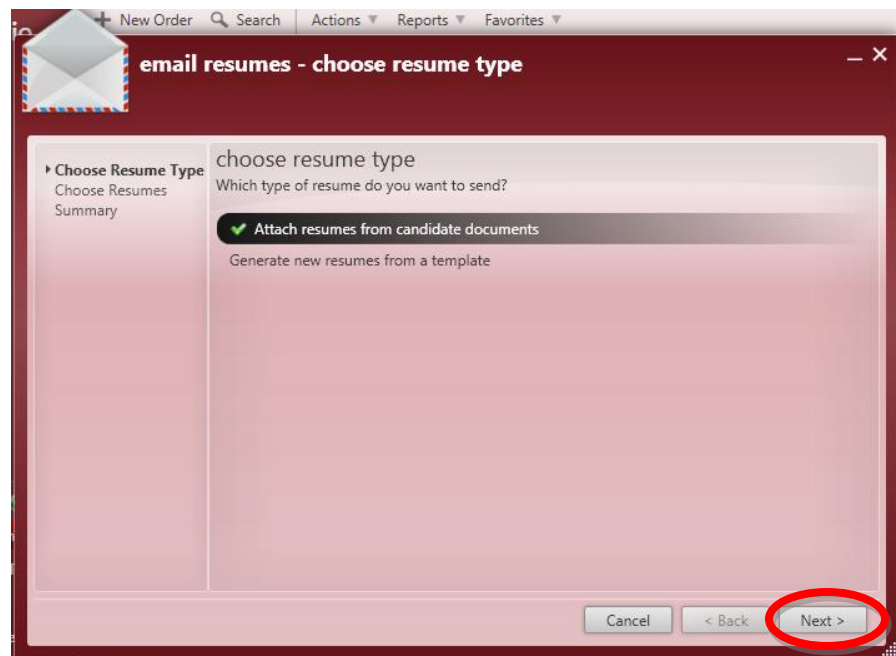 New Order Search Actions Reports Favorites
email resumes - choose resume type
Choose Resume Type
Choose Resumes
Summary
choose resume type
Which type of resume do you want to send?
Attach resumes from candidate documents
Generate new resumes from a template
Cancel < Back Next >